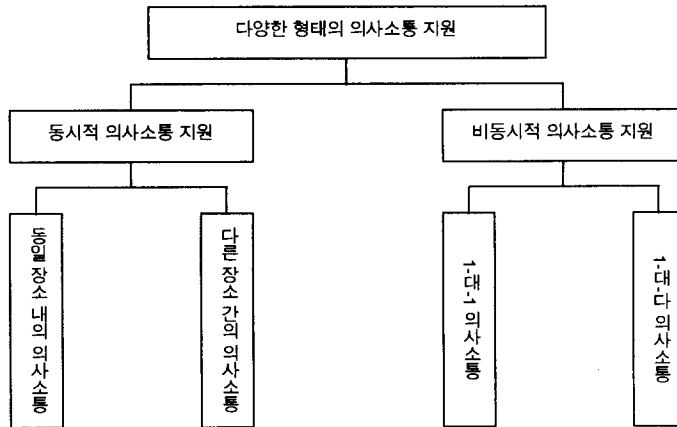 다양한 형태의 의사소통 지원
동시적 의사소통 지원
비동시적 의사소통 지원
동일 장소 내의 의사소통
다른 장소 간의 의사소통
1-대-1 의사소통
1-대-다 의사소통